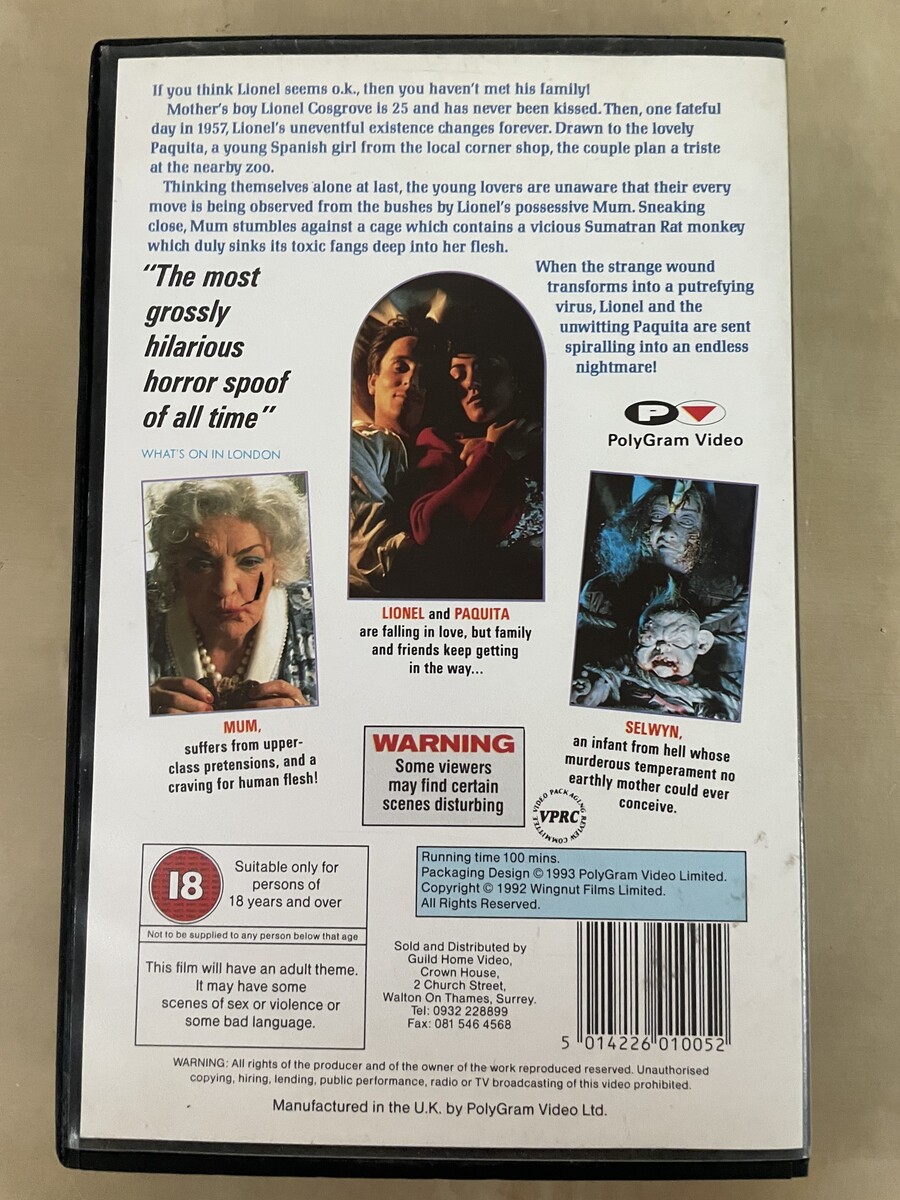 If you think Lionel seems o.k., then you haven't met his family!
Mother's boy Lionel Cosgrove is 25 and has never been kissed. Then, one fateful
day in 1957, Lionel's uneventful existence changes forever. Drawn to the lovely
Paquita, a young Spanish girl from the local corner shop, the couple plan a triste
at the nearby zoo.
Thinking themselves alone at last, the young lovers are unaware that their every
move is being observed from the bushes by Lionel's possessive Mum. Sneaking
close, Mum stumbles against a cage which contains a vicious Sumatran Rat monkey
which duly sinks its toxic fangs deep into her flesh.
When the strange wound
transforms into a putrefying
virus, Lionel and the
unwitting Paquita are sent
spiralling into an endless
nightmare!
"The most
grossly
hilarious
horror spoof
of all time"
WHAT'S ON IN LONDON
P
PolyGram Video
LIONEL and PAQUITA
are falling in love, but family
and friends keep getting
in the way...
MUM,
suffers from upper-
class pretensions, and a
craving for human flesh!
SELWYN,
an infant from hell whose
murderous temperament no
earthly mother could ever
conceive.
WARNING
Some viewers
may find certain
scenes disturbing
VIDEO PACKAGING REVIEW COMMITTEE
VPRC
18
Suitable only for
persons of
18 years and over
Not to be supplied to any person below that age
This film will have an adult theme.
It may have some
scenes of sex or violence or
some bad language.
Running time 100 mins.
Packaging Design © 1993 PolyGram Video Limited.
Copyright © 1992 Wingnut Films Limited.
All Rights Reserved.
Sold and Distributed by
Guild Home Video,
Crown House,
2 Church Street,
Walton On Thames, Surrey.
Tel: 0932 228899
Fax: 081 546 4568
5 014226 010052
WARNING: All rights of the producer and of the owner of the work reproduced reserved. Unauthorised
copying, hiring, lending, public performance, radio or TV broadcasting of this video prohibited.
Manufactured in the U.K. by PolyGram Video Ltd.